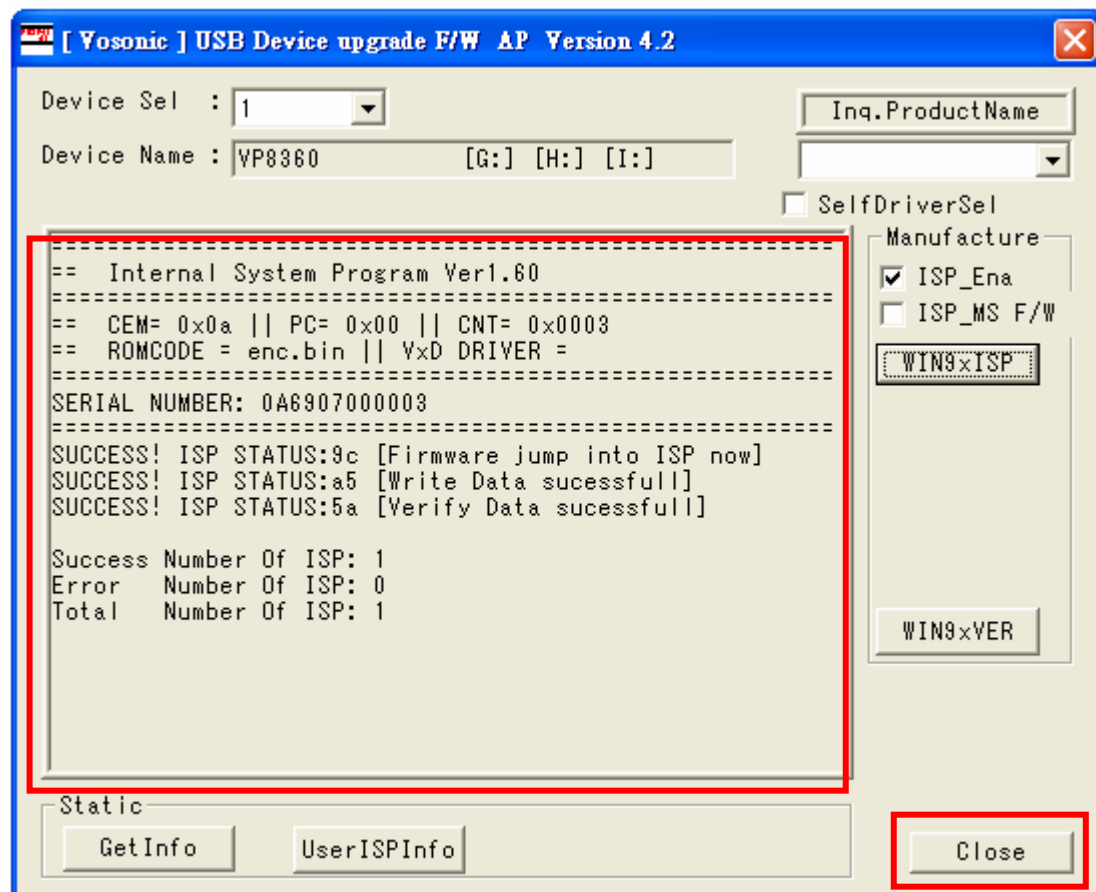 [ Vosonic ] USB Device upgrade F/W AP Version 4.2
Device Sel : 1
Inq.ProductName
Device Name : VP8360 [G:] [H:] [I:]
SelfDriverSel
Manufacture
ISP_Ena
ISP_MS F/W
WIN9xISP
WIN9xVER
========================================================
== Internal System Program Ver1.60
========================================================
== CEM= 0x0a || PC= 0x00 || CNT= 0x0003
== ROMCODE = enc.bin || VxD DRIVER =
========================================================
SERIAL NUMBER: 0A6907000003
========================================================
SUCCESS! ISP STATUS:9c [Firmware jump into ISP now]
SUCCESS! ISP STATUS:a5 [Write Data sucessfull]
SUCCESS! ISP STATUS:5a [Verify Data sucessfull]
Success Number Of ISP: 1
Error Number Of ISP: 0
Total Number Of ISP: 1
Static
GetInfo
UserISPInfo
Close